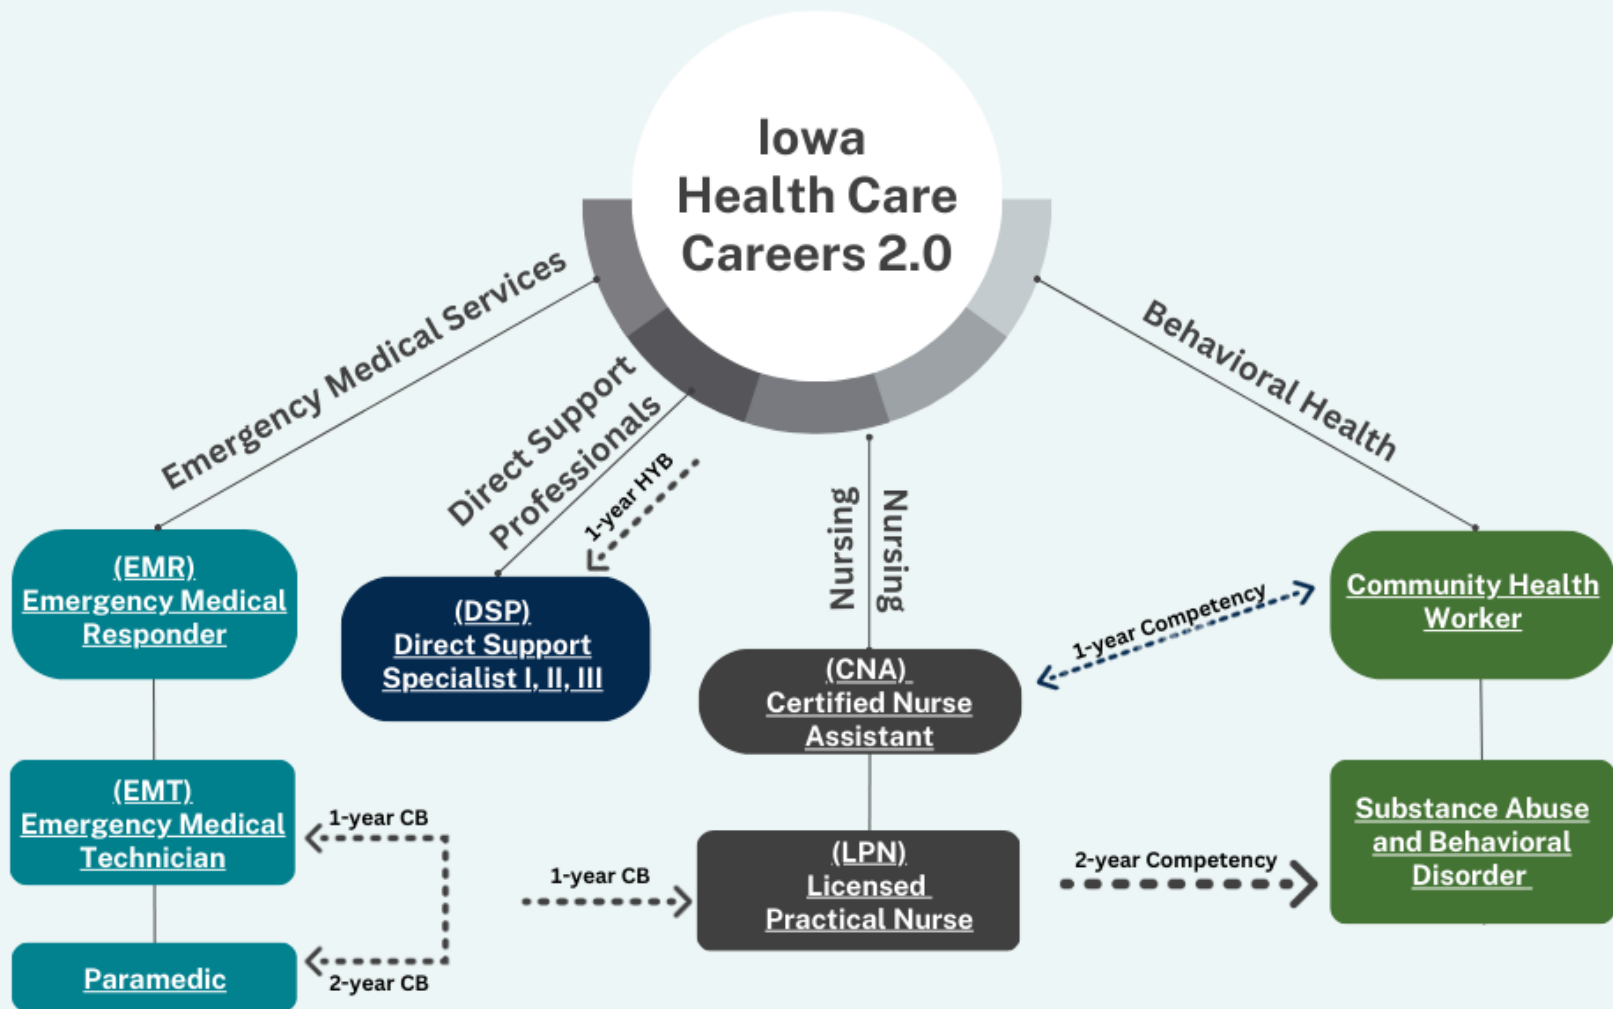 Iowa
Health Care
Careers 2.0
Emergency Medical Services
Direct Support
Professionals
1-year HYB
Nursing
Nursing
Behavioral Health
(EMR)
Emergency Medical
Responder
(DSP)
Direct Support
Specialist I, II, III
(CNA)
Certified Nurse
Assistant
1-year Competency
Community Health
Worker
(EMT)
Emergency Medical
Technician
1-year CB
1-year CB
(LPN)
Licensed
Practical Nurse
2-year Competency
Substance Abuse
and Behavioral
Disorder
Paramedic
2-year CB